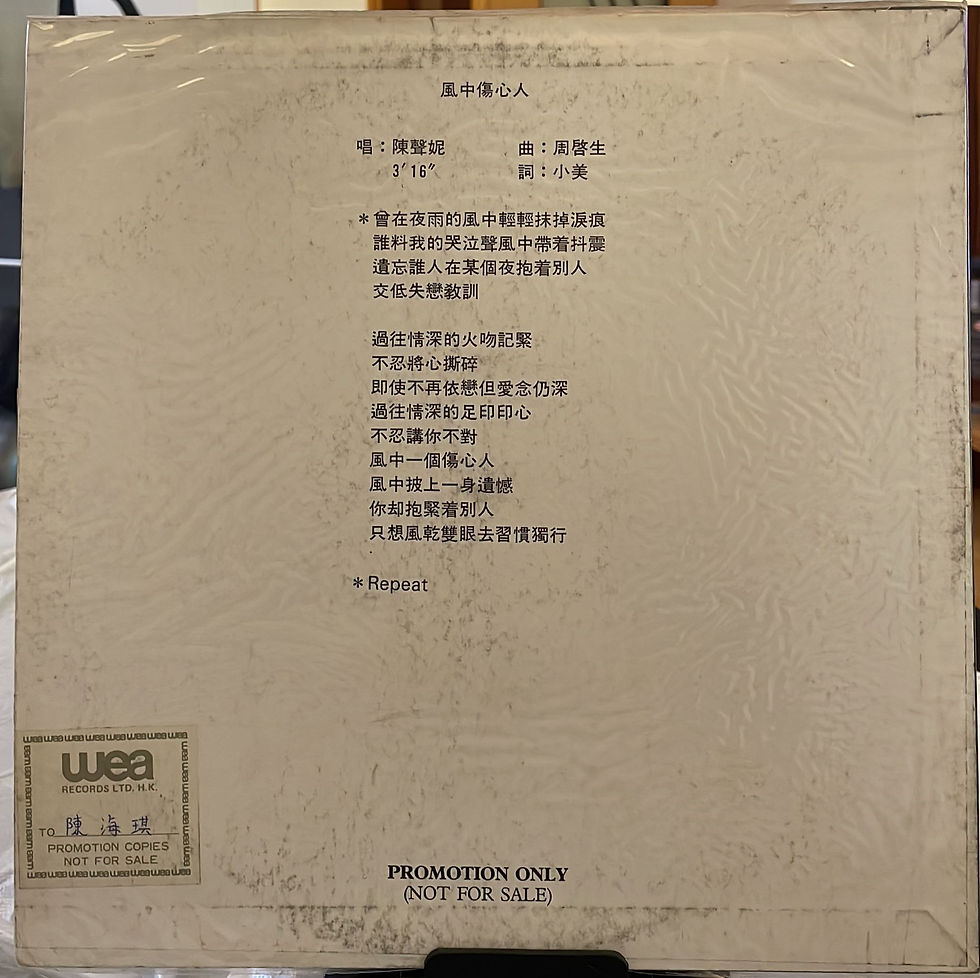 風中傷心人
唱：陳聲妮 曲：周啓生
3′16″ 詞：小美
＊曾在夜雨的風中輕輕抹掉淚痕
誰料我的哭泣聲風中帶着抖震
遺忘誰人在某個夜抱着別人
交低失戀教訓
過往情深的火吻記緊
不忍將心撕碎
即使不再依戀但愛念仍深
過往情深的足印印心
不忍講你不對
風中一個傷心人
風中披上一身遺憾
你却抱緊着別人
只想風乾雙眼去習慣獨行
＊Repeat
wea
RECORDS LTD. H.K.
TO 陳海琪
PROMOTION COPIES
NOT FOR SALE
PROMOTION ONLY
(NOT FOR SALE)